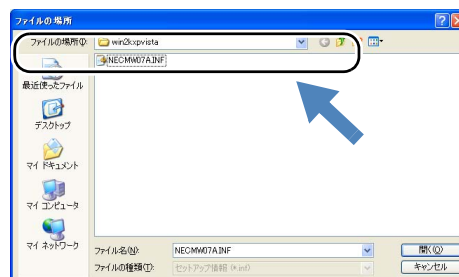 ファイルの場所
ファイルの場所(I):
win2kxpvista
NECMW07A.INF
最近使ったファイル
デスクトップ
マイ ドキュメント
マイ コンピュータ
マイ ネットワーク
ファイル名(N):
NECMW07A.INF
開く(O)
ファイルの種類(T):
セットアップ情報 (*.inf)
キャンセル